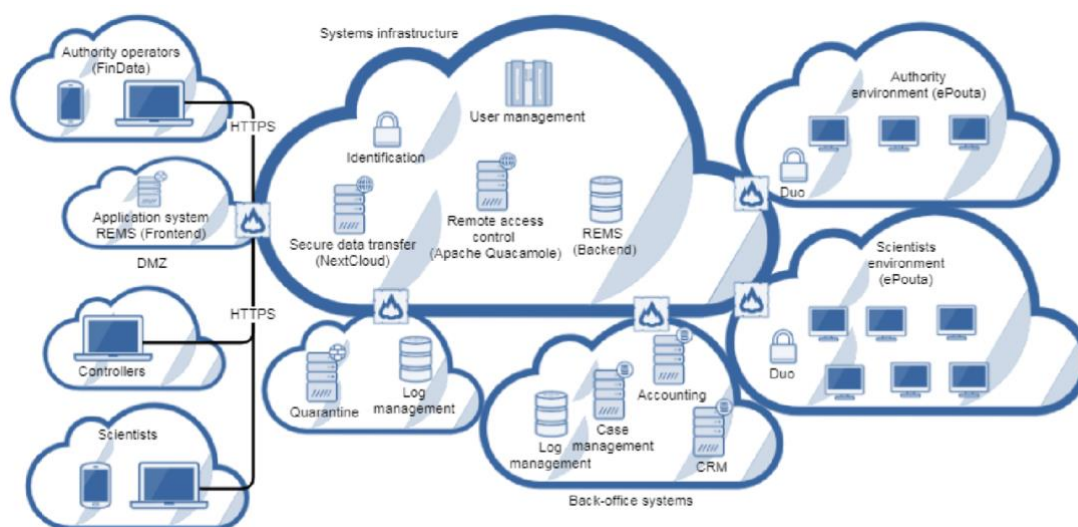 Systems infrastructure
Authority operators
(FinData)
HTTPS
Application system
REMS (Frontend)
DMZ
HTTPS
Controllers
Scientists
User management
Identification
Secure data transfer
(NextCloud)
Remote access
control
(Apache Quacamole)
REMS
(Backend)
Authority
environment (ePouta)
Duo
Scientists
environment
(ePouta)
Duo
Quarantine
Log
management
Log
management
Case
management
Accounting
CRM
Back-office systems